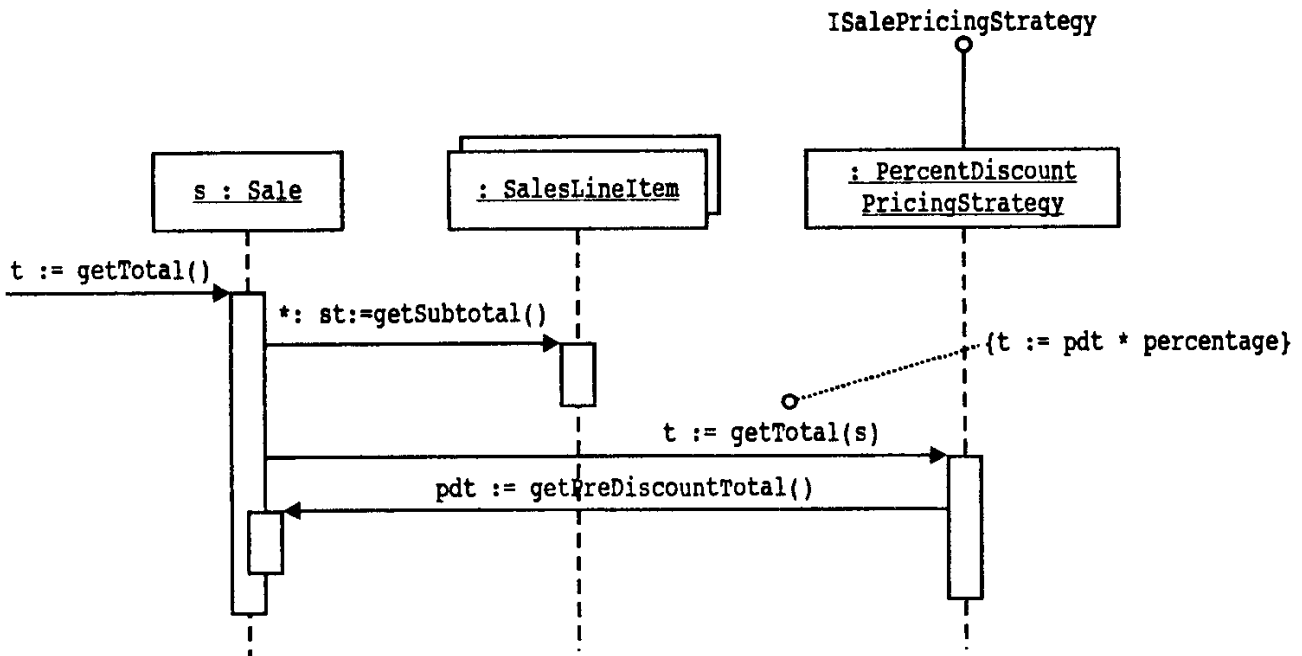 ISalePricingStrategy
s : Sale
: SalesLineItem
: PercentDiscount
PricingStrategy
t := getTotal()
*: st:=getSubtotal()
{t := pdt * percentage}
t := getTotal(s)
pdt := getPreDiscountTotal()